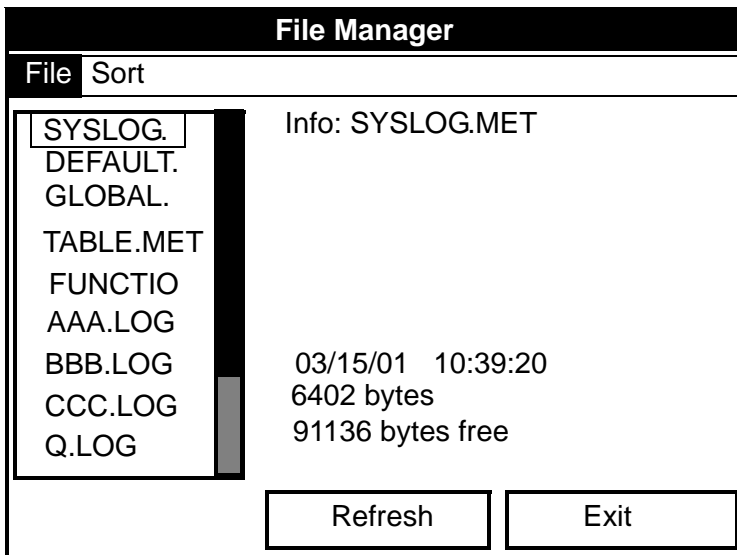 File Manager
File Sort
SYSLOG.
DEFAULT.
GLOBAL.
TABLE.MET
FUNCTIO
AAA.LOG
BBB.LOG
CCC.LOG
Q.LOG
Info: SYSLOG.MET
03/15/01 10:39:20
6402 bytes
91136 bytes free
Refresh Exit